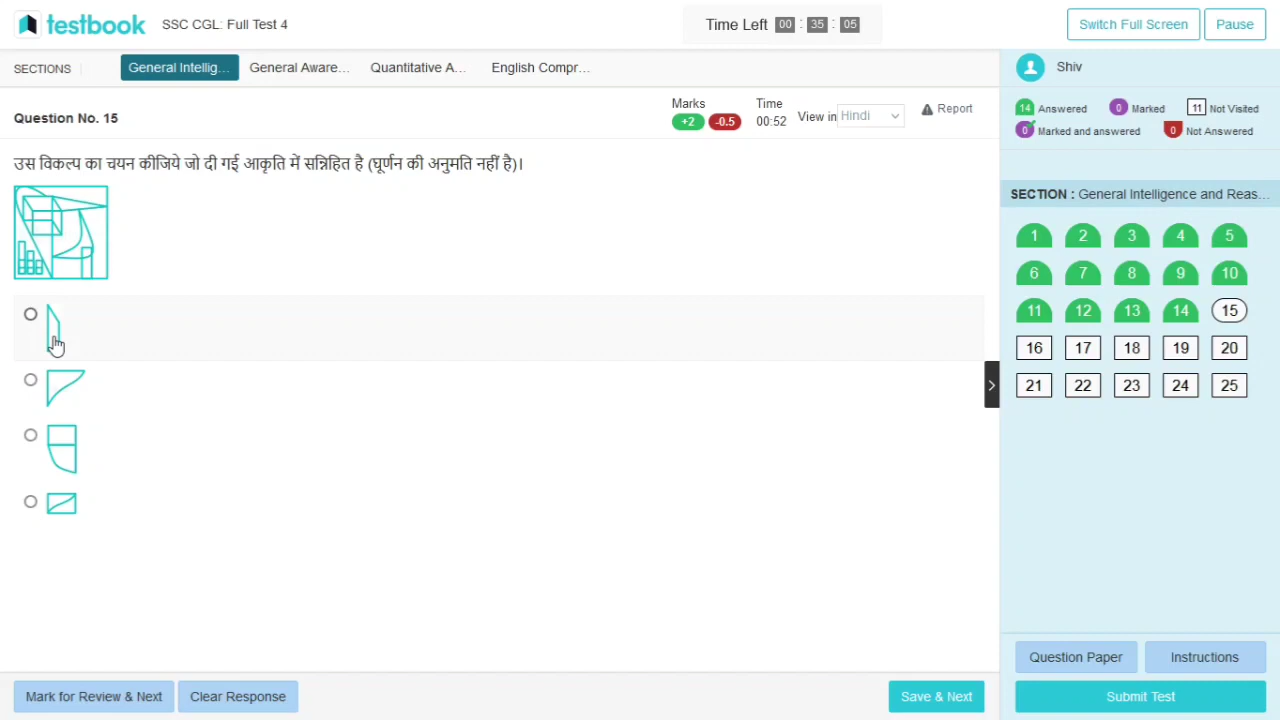 testbook SSC CGL: Full Test 4 Time Left 00 : 35 : 05 Switch Full Screen Pause
SECTIONS General Intellig... General Aware... Quantitative A... English Compr... Shiv
Question No. 15 Marks +2 -0.5 Time 00:52 View in Hindi Report
14 Answered 0 Marked 11 Not Visited
0 Marked and answered 0 Not Answered
उस विकल्प का चयन कीजिये जो दी गई आकृति में सन्निहित है (घूर्णन की अनुमति नहीं है)।
SECTION : General Intelligence and Reas...
1 2 3 4 5
6 7 8 9 10
11 12 13 14 15
16 17 18 19 20
21 22 23 24 25
Question Paper Instructions
Mark for Review & Next Clear Response Save & Next Submit Test